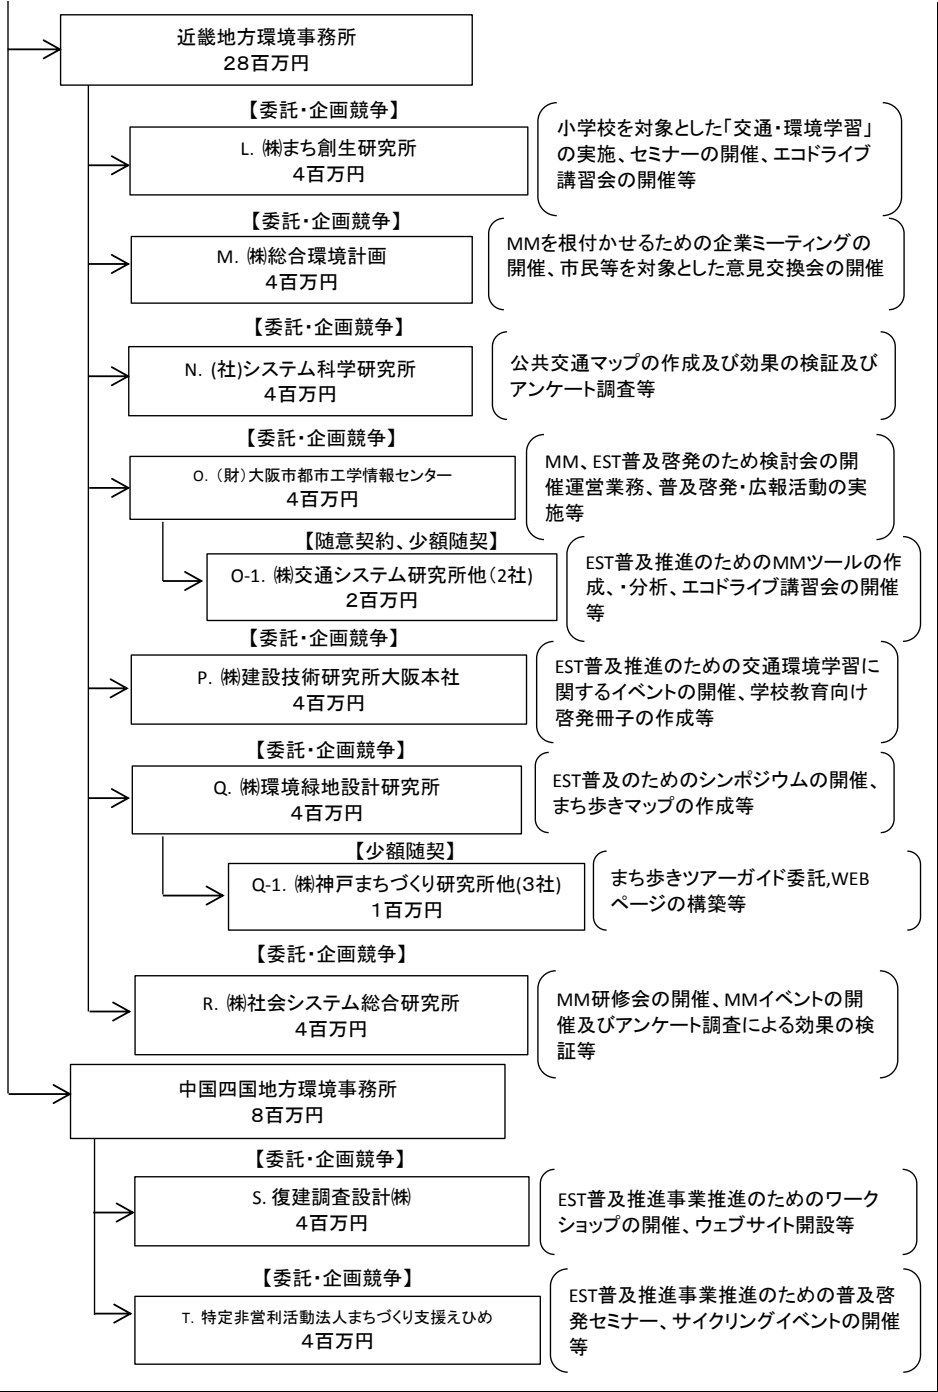 近畿地方環境事務所
28百万円
【委託・企画競争】
L. ㈱まち創生研究所
4百万円
小学校を対象とした「交通・環境学習」
の実施、セミナーの開催、エコドライブ
講習会の開催等
【委託・企画競争】
M. ㈱総合環境計画
4百万円
MMを根付かせるための企業ミーティングの
開催、市民等を対象とした意見交換会の開催
【委託・企画競争】
N. (社)システム科学研究所
4百万円
公共交通マップの作成及び効果の検証及び
アンケート調査等
【委託・企画競争】
O. （財）大阪市都市工学情報センター
4百万円
MM、EST普及啓発のため検討会の開
催運営業務、普及啓発・広報活動の実
施等
【随意契約、少額随契】
O-1. ㈱交通システム研究所他（2社）
2百万円
EST普及推進のためのMMツールの作
成、・分析、エコドライブ講習会の開催
等
【委託・企画競争】
P. ㈱建設技術研究所大阪本社
4百万円
EST普及推進のための交通環境学習に
関するイベントの開催、学校教育向け
啓発冊子の作成等
【委託・企画競争】
Q. ㈱環境緑地設計研究所
4百万円
EST普及のためのシンポジウムの開催、
まち歩きマップの作成等
【少額随契】
Q-1. ㈱神戸まちづくり研究所他(３社)
１百万円
まち歩きツアーガイド委託,WEB
ページの構築等
【委託・企画競争】
R. ㈱社会システム総合研究所
4百万円
MM研修会の開催、MMイベントの開
催及びアンケート調査による効果の検
証等
中国四国地方環境事務所
8百万円
【委託・企画競争】
S. 復建調査設計㈱
4百万円
EST普及推進事業推進のためのワーク
ショップの開催、ウェブサイト開設等
【委託・企画競争】
T. 特定非営利活動法人まちづくり支援えひめ
4百万円
EST普及推進事業推進のための普及啓
発セミナー、サイクリングイベントの開催
等